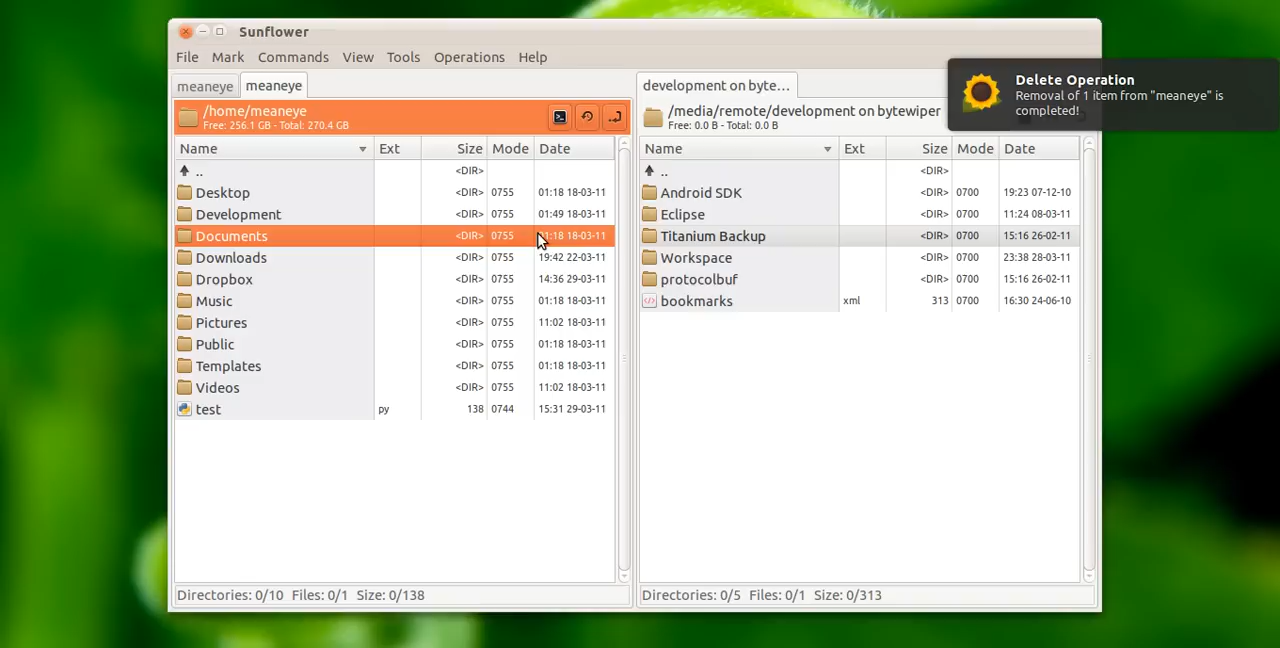 Sunflower
File Mark Commands View Tools Operations Help
Delete Operation
Removal of 1 item from "meaneye" is
completed!
meaneye meaneye
/home/meaneye
Free: 256.1 GB - Total: 270.4 GB
Name Ext Size Mode Date
.. <DIR>
Desktop <DIR> 0755 01:18 18-03-11
Development <DIR> 0755 01:49 18-03-11
Documents <DIR> 0755 18-03-11
Downloads <DIR> 0755 19:42 22-03-11
Dropbox <DIR> 0755 14:36 29-03-11
Music <DIR> 0755 01:18 18-03-11
Pictures <DIR> 0755 11:02 18-03-11
Public <DIR> 0755 01:18 18-03-11
Templates <DIR> 0755 01:18 18-03-11
Videos <DIR> 0755 11:02 18-03-11
test py 138 0744 15:31 29-03-11
Directories: 0/10 Files: 0/1 Size: 0/138
development on byte...
/media/remote/development on bytewiper
Free: 0.0 B - Total: 0.0 B
Name Ext Size Mode Date
.. <DIR>
Android SDK <DIR> 0700 19:23 07-12-10
Eclipse <DIR> 0700 11:24 08-03-11
Titanium Backup <DIR> 0700 15:16 26-02-11
Workspace <DIR> 0700 23:38 28-03-11
protocolbuf <DIR> 0700 15:16 26-02-11
bookmarks xml 313 0700 16:30 24-06-10
Directories: 0/5 Files: 0/1 Size: 0/313